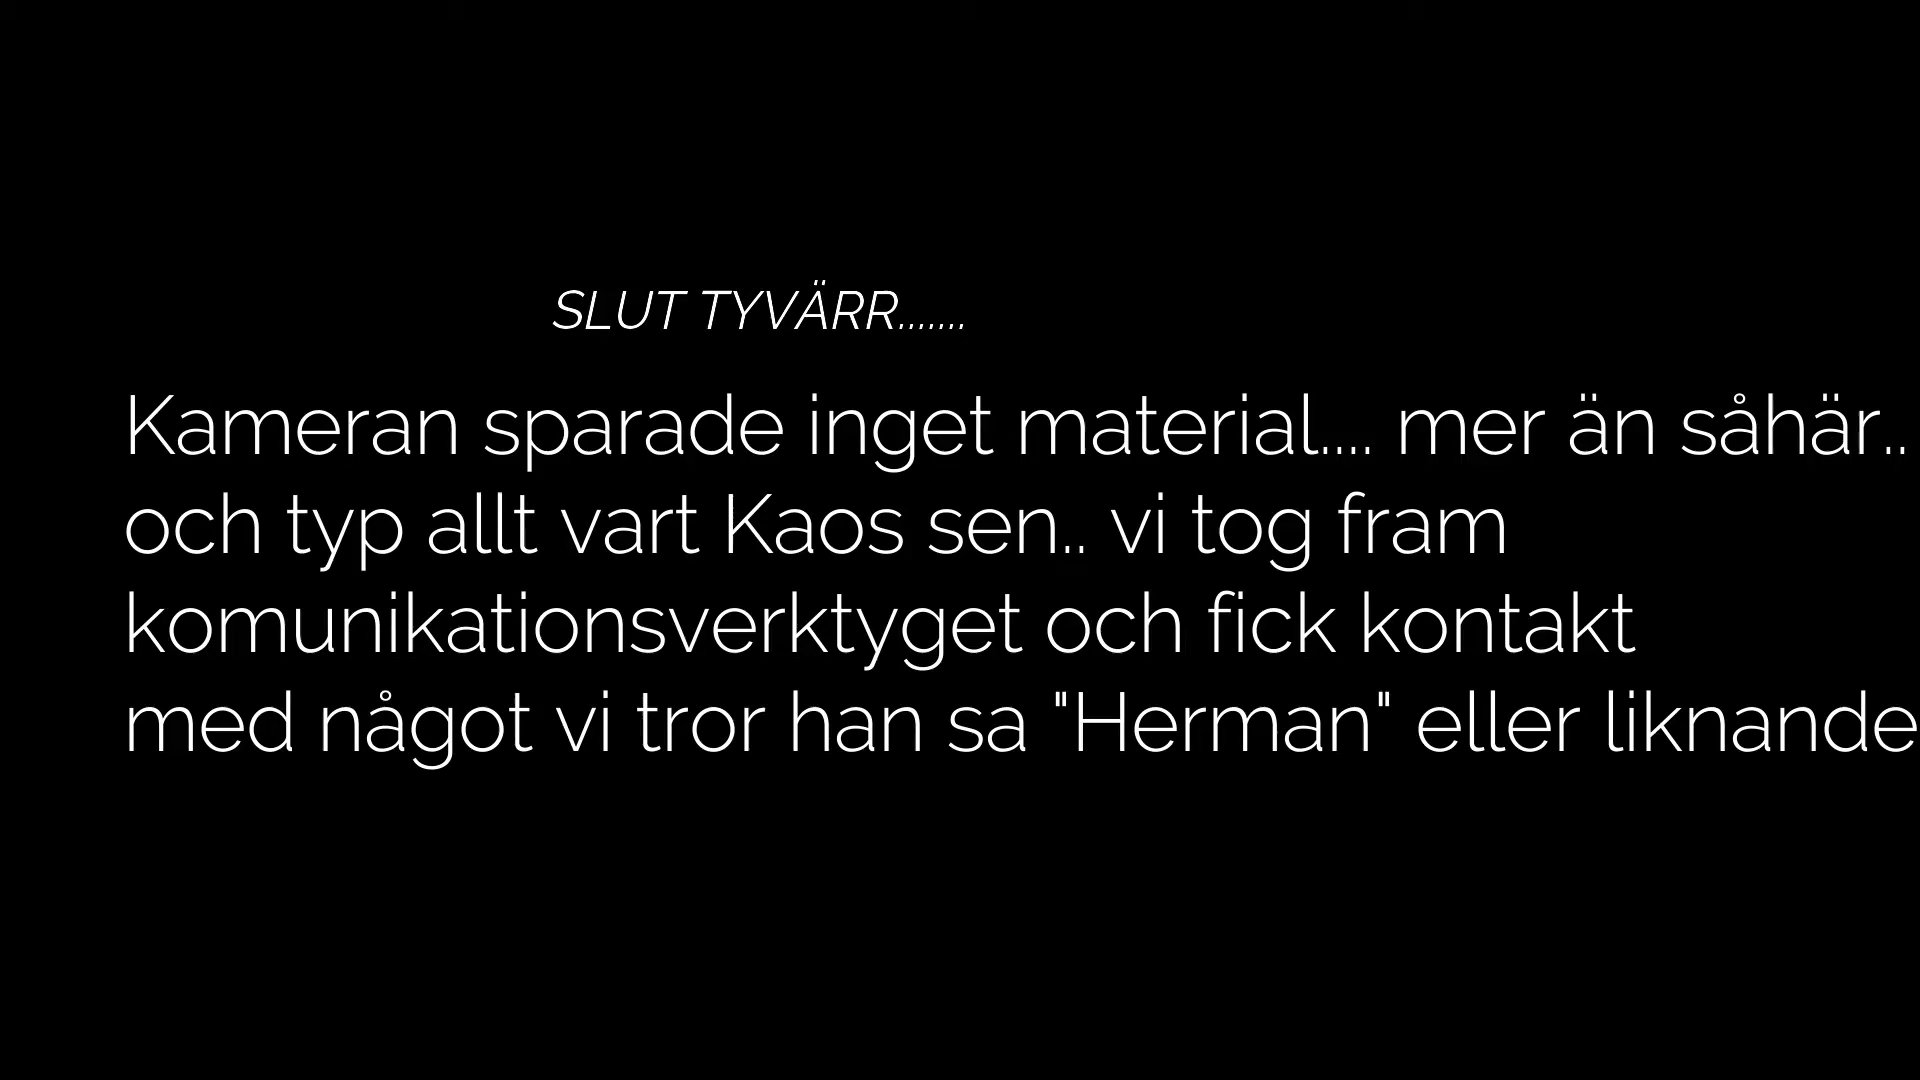 SLUT TYVÄRR.......
Kameran sparade inget material.... mer än såhär..
och typ allt vart Kaos sen.. vi tog fram
komunikationsverktyget och fick kontakt
med något vi tror han sa "Herman" eller liknande